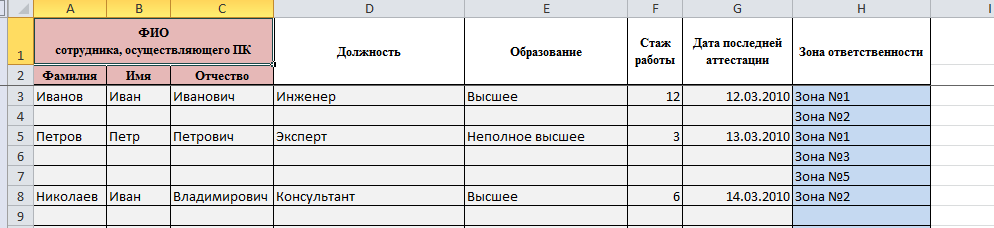 A B C D E F G H I
1 ФИО
сотрудника, осуществляющего ПК Должность Образование Стаж
работы Дата последней
аттестации Зона ответственности
2 Фамилия Имя Отчество
3 Иванов Иван Иванович Инженер Высшее 12 12.03.2010 Зона №1
4 Зона №2
5 Петров Петр Петрович Эксперт Неполное высшее 3 13.03.2010 Зона №1
6 Зона №3
7 Зона №5
8 Николаев Иван Владимирович Консультант Высшее 6 14.03.2010 Зона №2
9